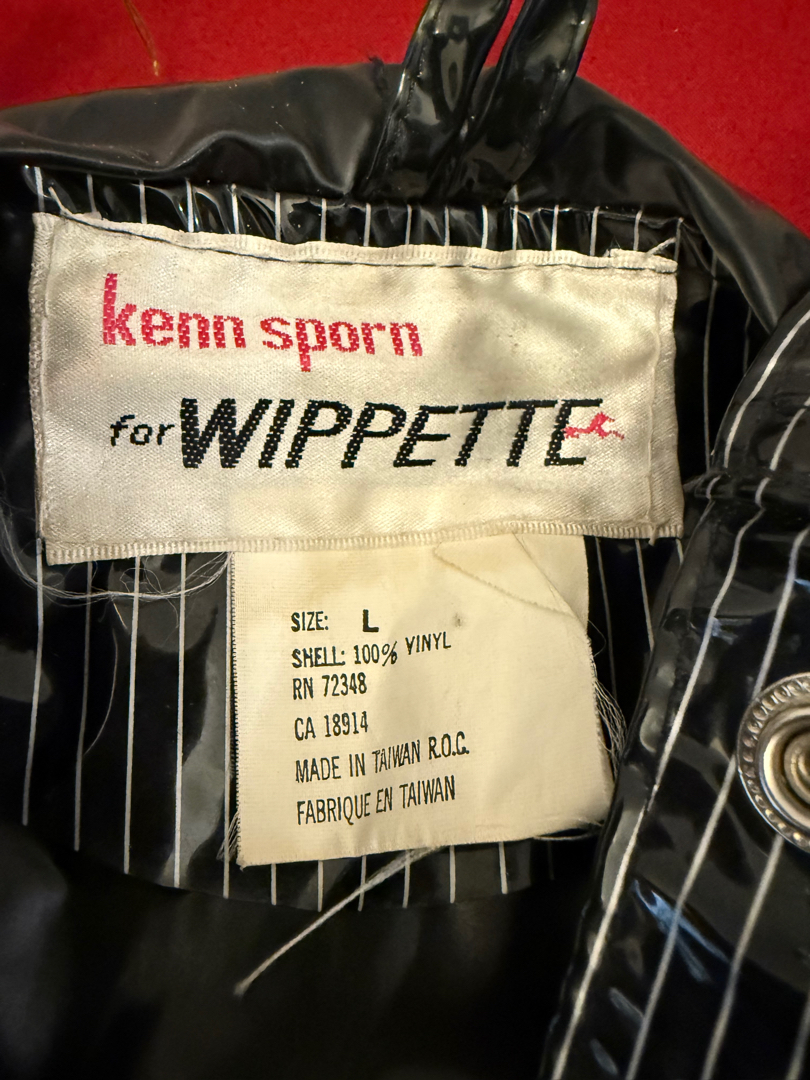 kenn sporn
for WIPPETTE
SIZE: L
SHELL: 100% VINYL
RN 72348
CA 18914
MADE IN TAIWAN R.O.C.
FABRIQUE EN TAIWAN